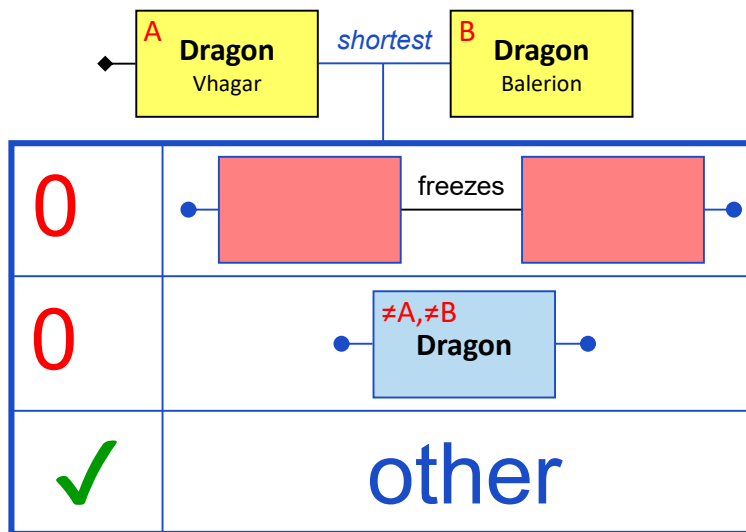 A
Dragon
Vhagar
shortest
B
Dragon
Balerion
0
freezes
0
≠A,≠B
Dragon
✓
other